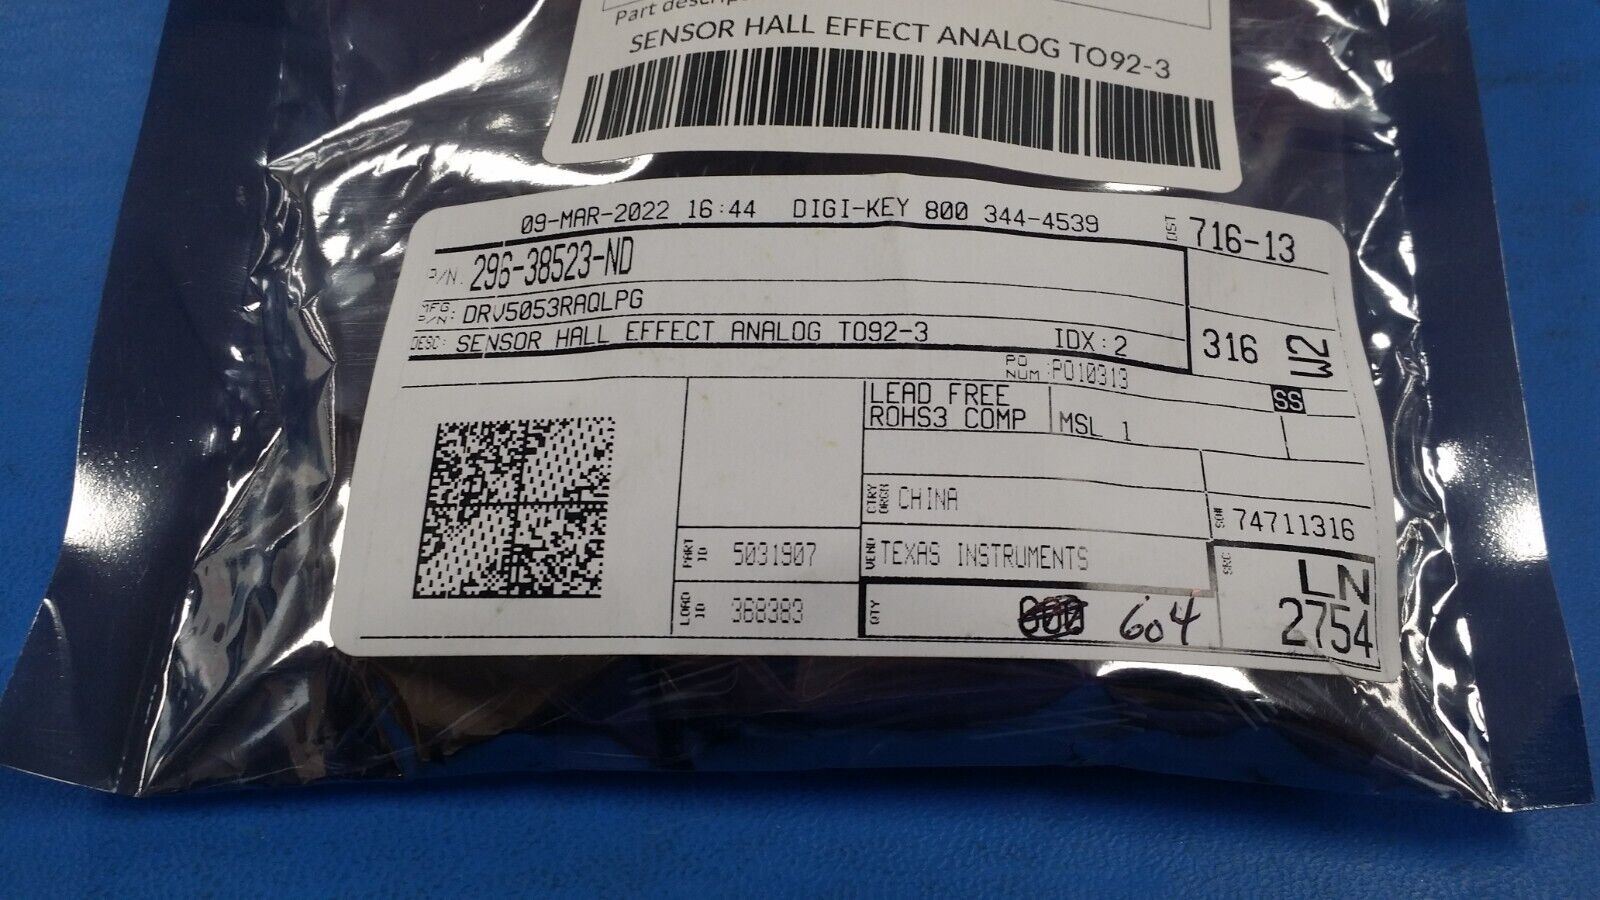 Part descrip
SENSOR HALL EFFECT ANALOG TO92-3
09-MAR-2022 16:44 DIGI-KEY 800 344-4539
DIST 716-13
P/N: 296-38523-ND
MFG P/N: DRV5053RAQLPG
DESC: SENSOR HALL EFFECT ANALOG TO92-3 IDX:2
316 W2
PO NUM: PO10313
SS
LEAD FREE
ROHS3 COMP
MSL 1
CTRY ORGN CHINA
SO# 74711316
PART ID 5031907
VEND TEXAS INSTRUMENTS
SRC LN
2754
LOAD ID 368383
QTY 604